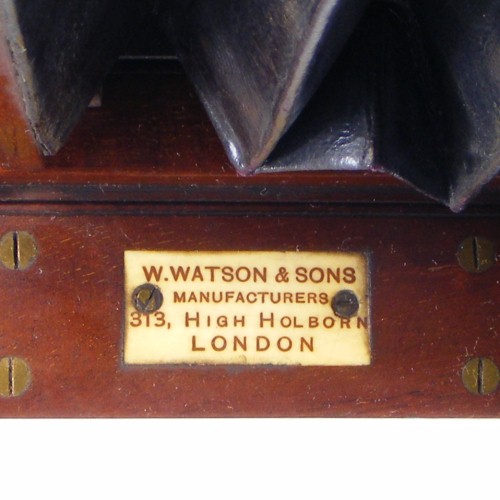 W. WATSON & SONS
MANUFACTURERS
313, HIGH HOLBORN
LONDON